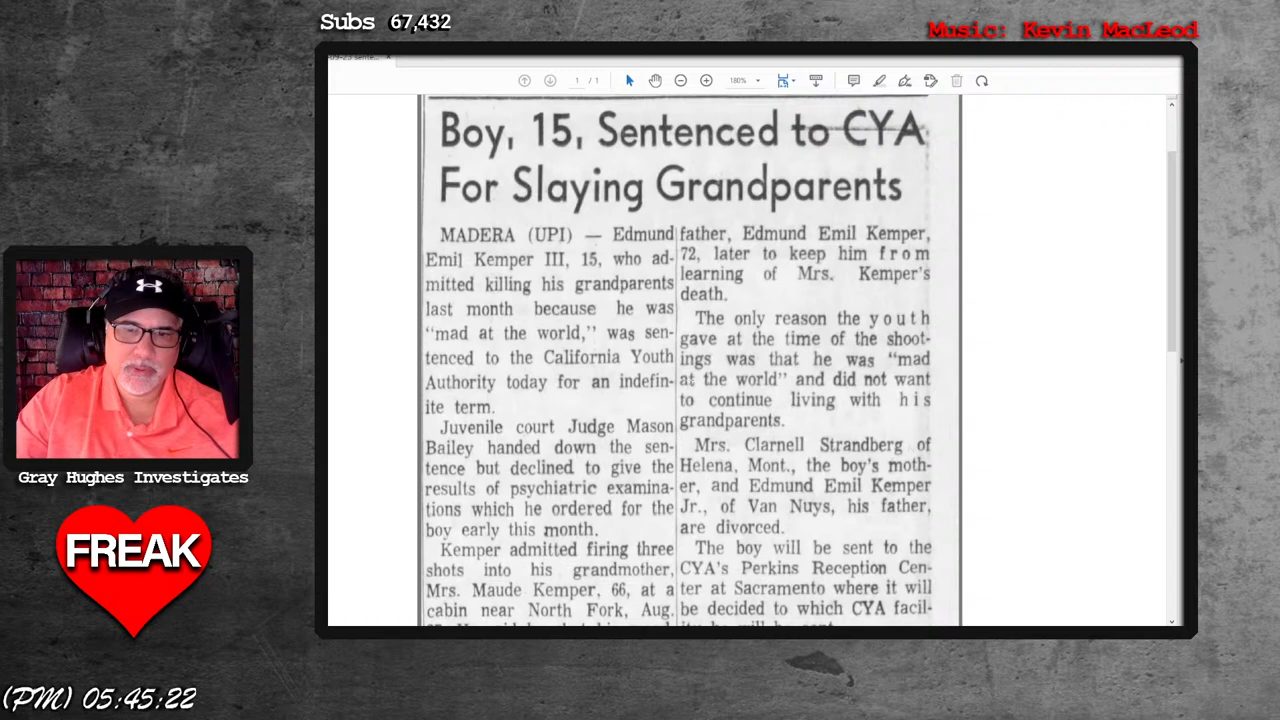 Subs 67,432
Music: Kevin MacLeod
1 / 1
180%
Boy, 15, Sentenced to CYA
For Slaying Grandparents
MADERA (UPI) — Edmund
Emil Kemper III, 15, who ad-
mitted killing his grandparents
last month because he was
“mad at the world,” was sen-
tenced to the California Youth
Authority today for an indefin-
ite term.
Juvenile court Judge Mason
Bailey handed down the sen-
tence but declined to give the
results of psychiatric examina-
tions which he ordered for the
boy early this month.
Kemper admitted firing three
shots into his grandmother,
Mrs. Maude Kemper, 66, at a
cabin near North Fork, Aug.
father, Edmund Emil Kemper,
72, later to keep him from
learning of Mrs. Kemper's
death.
The only reason the youth
gave at the time of the shoot-
ings was that he was “mad
at the world” and did not want
to continue living with his
grandparents.
Mrs. Clarnell Strandberg of
Helena, Mont., the boy's moth-
er, and Edmund Emil Kemper
Jr., of Van Nuys, his father,
are divorced.
The boy will be sent to the
CYA's Perkins Reception Cen-
ter at Sacramento where it will
be decided to which CYA facil-
Gray Hughes Investigates
FREAK
(PM) 05:45:22